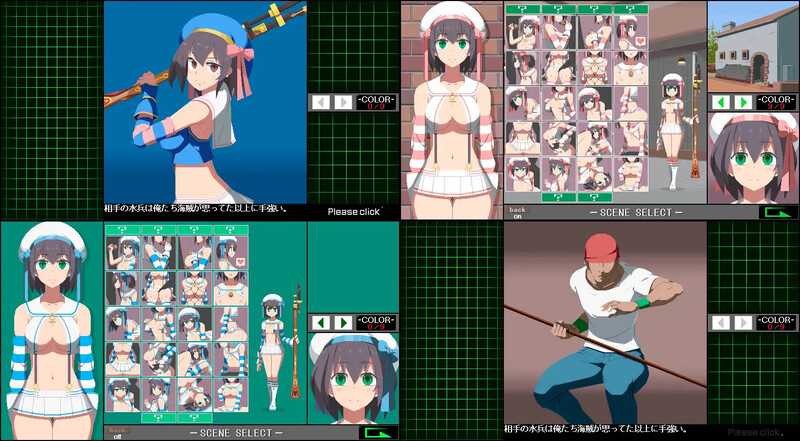 -COLOR-
0/9
相手の水兵は俺たち海賊が思ってた以上に手強い。
Please click
? ? ? ?
-COLOR-
9/9
? ?
back
on
— SCENE SELECT —
? ? ? ?
-COLOR-
0/9
? ?
back
off
— SCENE SELECT —
-COLOR-
0/9
相手の水兵は俺たち海賊が思ってた以上に手強い。
Please click.